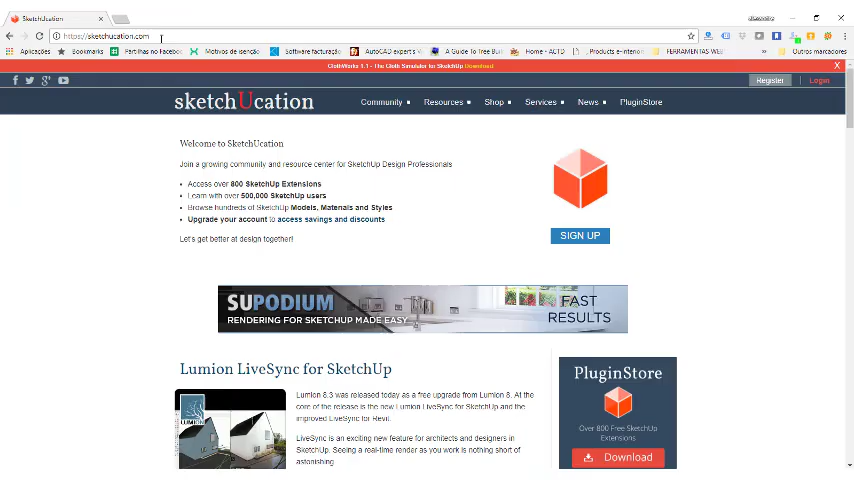 SketchUcation
https://sketchucation.com
Aplicações Bookmarks Partilhas no Facebo Motivos de isenção Software facturação AutoCAD expert's A Guide To Tree Buil Home - ACTD Products e-interior FERRAMENTAS WEB » Outros marcadores
ClothWorks 1.1 - The Cloth Simulator for SketchUp Download X
Register | Login
sketchUcation Community Resources Shop Services News PluginStore
Welcome to SketchUcation
Join a growing community and resource center for SketchUp Design Professionals
Access over 800 SketchUp Extensions
Learn with over 500,000 SketchUp users
Browse hundreds of SketchUp Models, Materials and Styles
Upgrade your account to access savings and discounts
Let's get better at design together!
SIGN UP
SUPODIUM
RENDERING FOR SKETCHUP MADE EASY
FAST
RESULTS
Lumion LiveSync for SketchUp
LUMION
Lumion 8.3 was released today as a free upgrade from Lumion 8. At the
core of the release is the new Lumion LiveSync for SketchUp and the
improved LiveSync for Revit.
LiveSync is an exciting new feature for architects and designers in
SketchUp. Seeing a real-time render as you work is nothing short of
astonishing.
PluginStore
Over 800 Free SketchUp
Extensions
Download